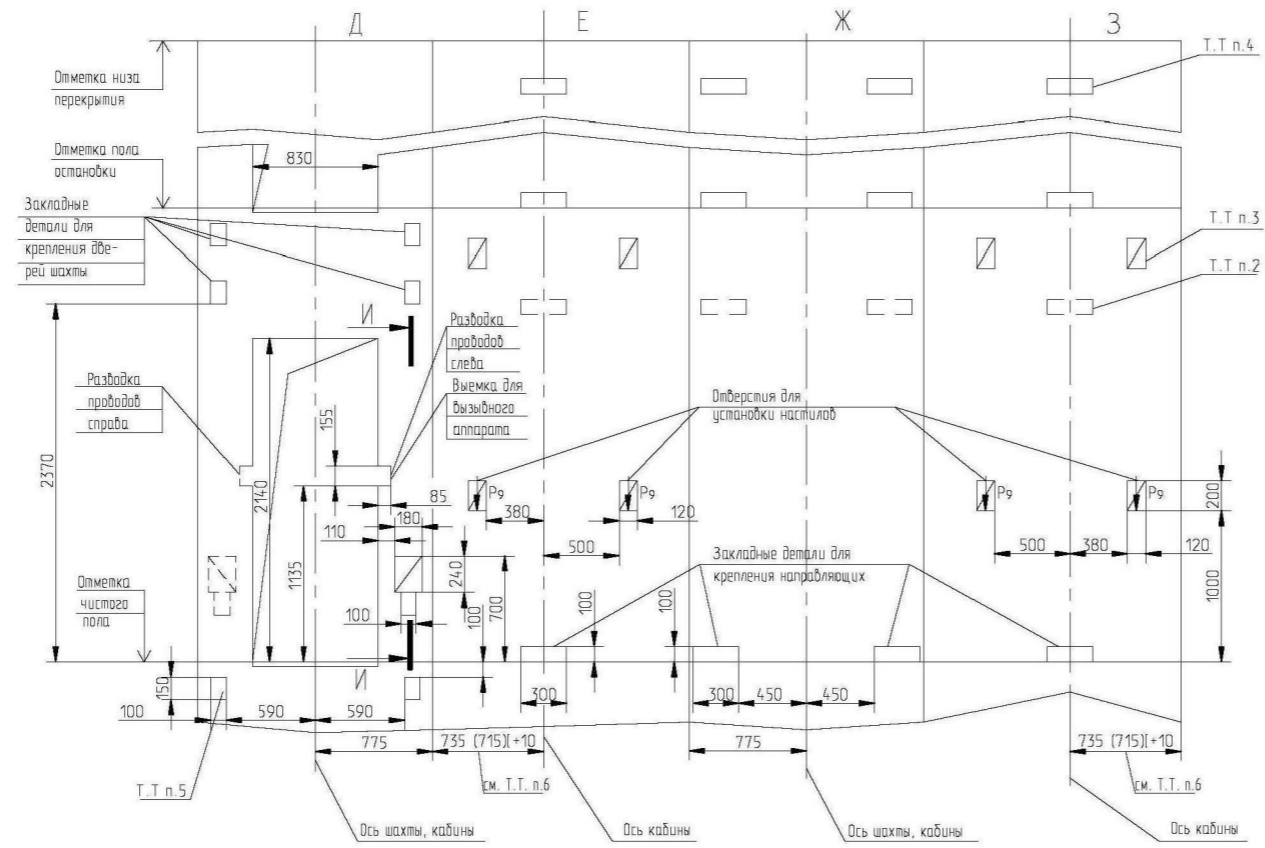 Д
Е
Ж
З
Т.Т п.4
Отметка низа
перекрытия
Отметка пола
остановки
830
Закладные
детали для
крепления две-
рей шахты
Т.Т п.3
Т.Т п.2
И
Разводка
проводов
слева
Выемка для
вызывного
аппарата
Разводка
проводов
справа
Отверстия для
установки настилов
2370
2140
155
1135
85
180
110
240
700
100
100
Р9
Р9
Р9
Р9
380
120
500
500
380
120
200
1000
Закладные детали для
крепления направляющих
Отметка
чистого
пола
100
100
И
150
100
590
590
300
300
450
450
775
735 (715)[+10
775
735 (715)[+10
см. Т.Т. п.6
см. Т.Т. п.6
Т.Т п.5
Ось шахты, кабины
Ось кабины
Ось шахты, кабины
Ось кабины